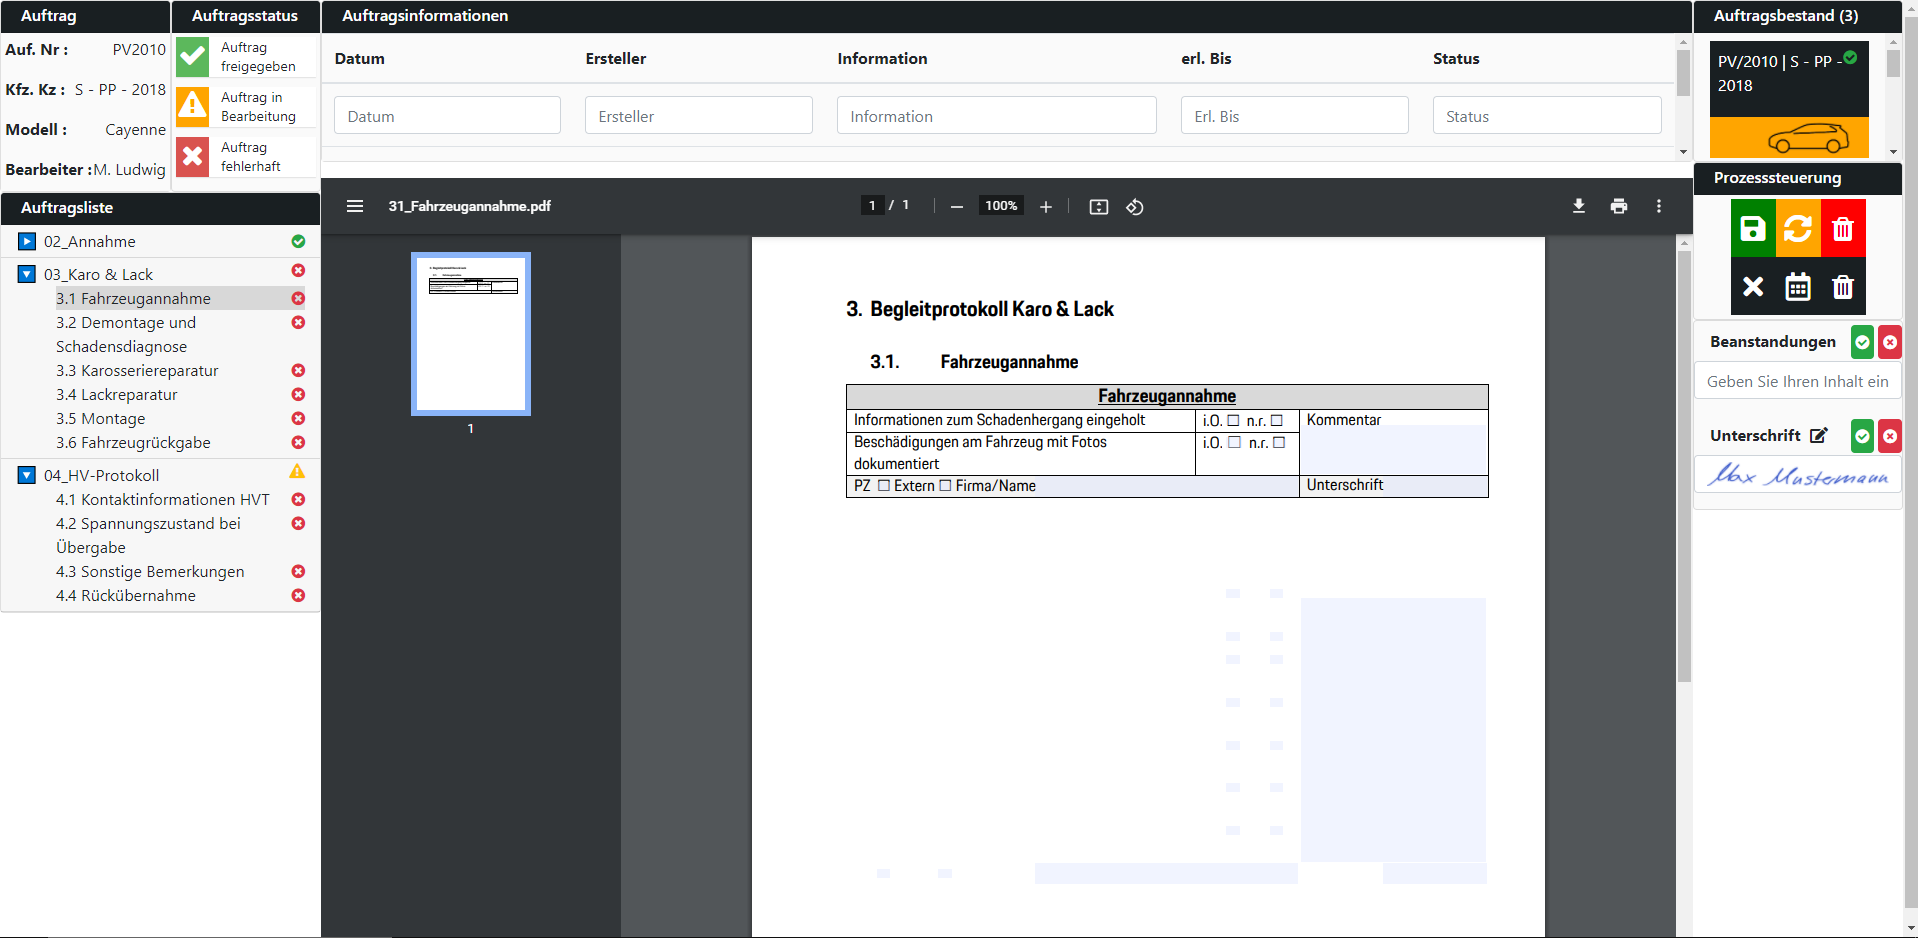 Auftrag
Auf. Nr : PV2010
Kfz. Kz : S - PP - 2018
Modell : Cayenne
Bearbeiter : M. Ludwig
Auftragsstatus
Auftrag
freigegeben
Auftrag in
Bearbeitung
Auftrag
fehlerhaft
Auftragsliste
02_Annahme
03_Karo & Lack
3.1 Fahrzeugannahme
3.2 Demontage und
Schadensdiagnose
3.3 Karosseriereparatur
3.4 Lackreparatur
3.5 Montage
3.6 Fahrzeugrückgabe
04_HV-Protokoll
4.1 Kontaktinformationen HVT
4.2 Spannungszustand bei
Übergabe
4.3 Sonstige Bemerkungen
4.4 Rückübernahme
Auftragsinformationen
Datum Ersteller Information erl. Bis Status
Datum Ersteller Information Erl. Bis Status
31_Fahrzeugannahme.pdf 1 / 1 100%
1
3. Begleitprotokoll Karo & Lack
3.1. Fahrzeugannahme
Fahrzeugannahme
Informationen zum Schadenhergang eingeholt i.O. ☐ n.r. ☐ Kommentar
Beschädigungen am Fahrzeug mit Fotos i.O. ☐ n.r. ☐
dokumentiert
PZ ☐ Extern ☐ Firma/Name Unterschrift
Auftragsbestand (3)
PV/2010 | S - PP -
2018
Prozesssteuerung
Beanstandungen
Geben Sie Ihren Inhalt ein
Unterschrift
Max Mustermann